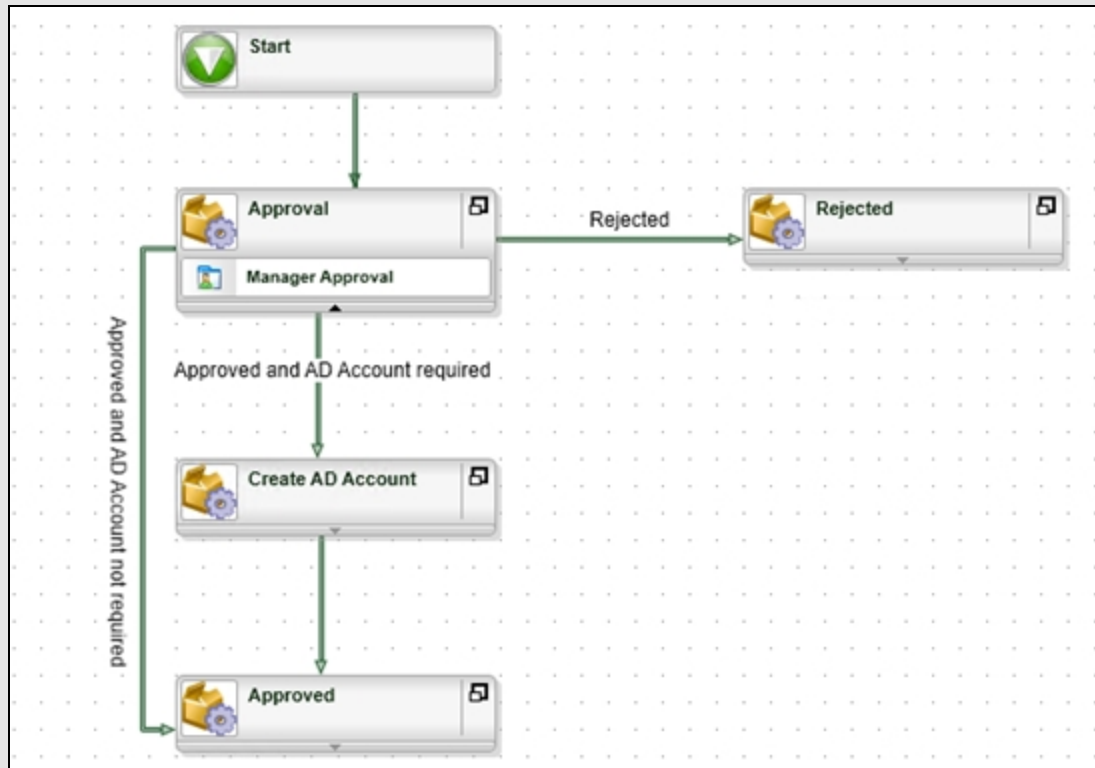 Start
Approval
Rejected
Rejected
Manager Approval
Approved and AD Account required
Approved and AD Account not required
Create AD Account
Approved